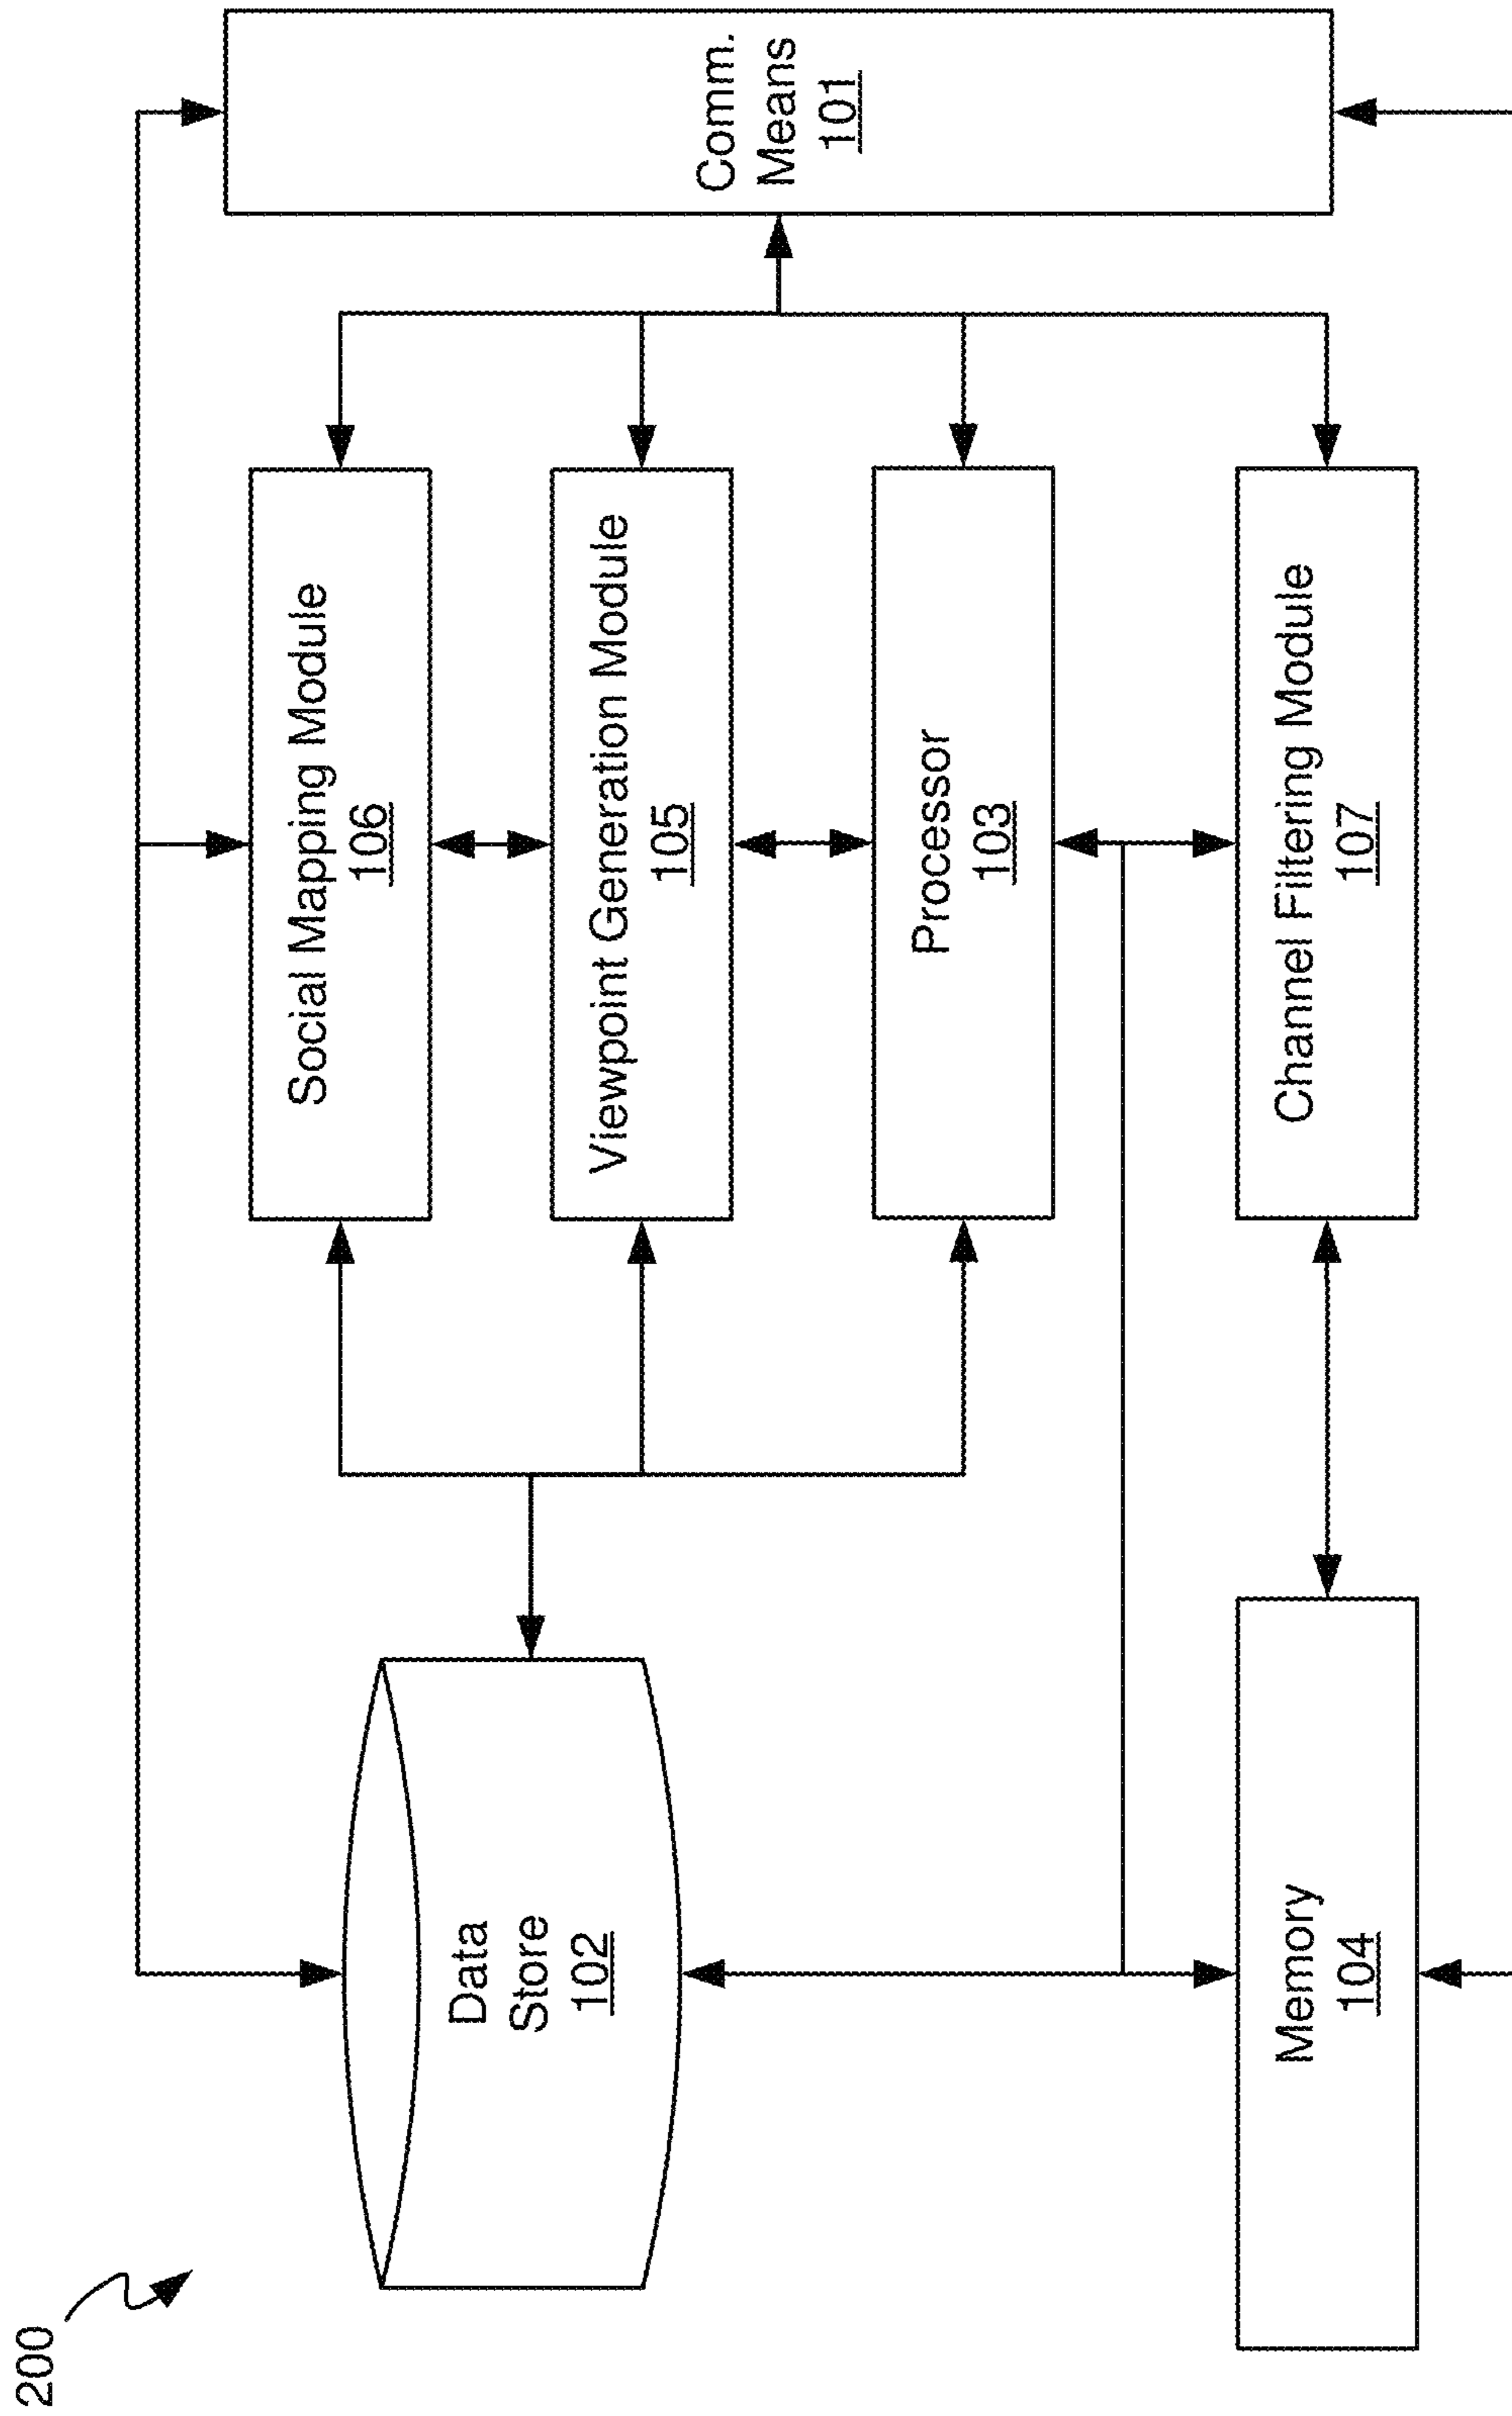 200
Data
Store
102
Memory
104
Social Mapping Module
106
Viewpoint Generation Module
105
Processor
103
Channel Filtering Module
107
Comm.
Means
101